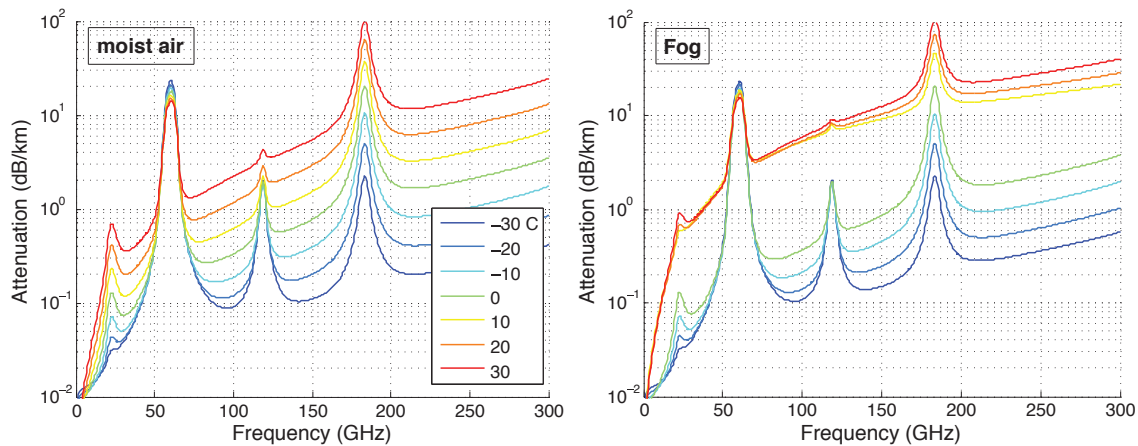 moist air
Attenuation (dB/km)
10²
10¹
10⁰
10⁻¹
10⁻²
0 50 100 150 200 250 300
Frequency (GHz)
–30 C
–20
–10
0
10
20
30
Fog
Attenuation (dB/km)
10²
10¹
10⁰
10⁻¹
10⁻²
0 50 100 150 200 250 300
Frequency (GHz)